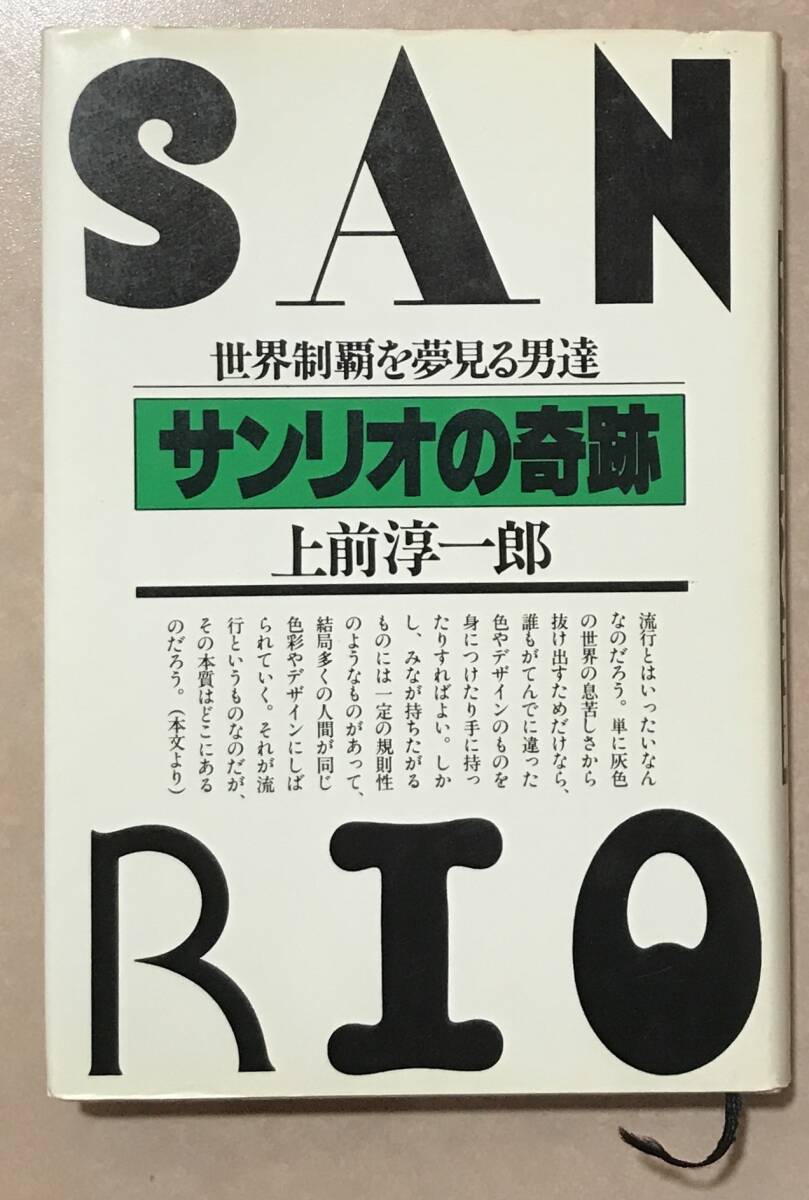 SAN
世界制覇を夢見る男達
サンリオの奇跡
上前淳一郎
流行とはいったいなん
なのだろう。単に灰色
の世界の息苦しさから
抜け出すためだけなら、
誰もがてんでに違った
色やデザインのものを
身につけたり手に持っ
たりすればよい。しか
し、みなが持ちたがる
ものには一定の規則性
のようなものがあって、
結局多くの人間が同じ
色彩やデザインにしば
られていく。それが流
行というものなのだが、
その本質はどこにある
のだろう。（本文より）
RIO